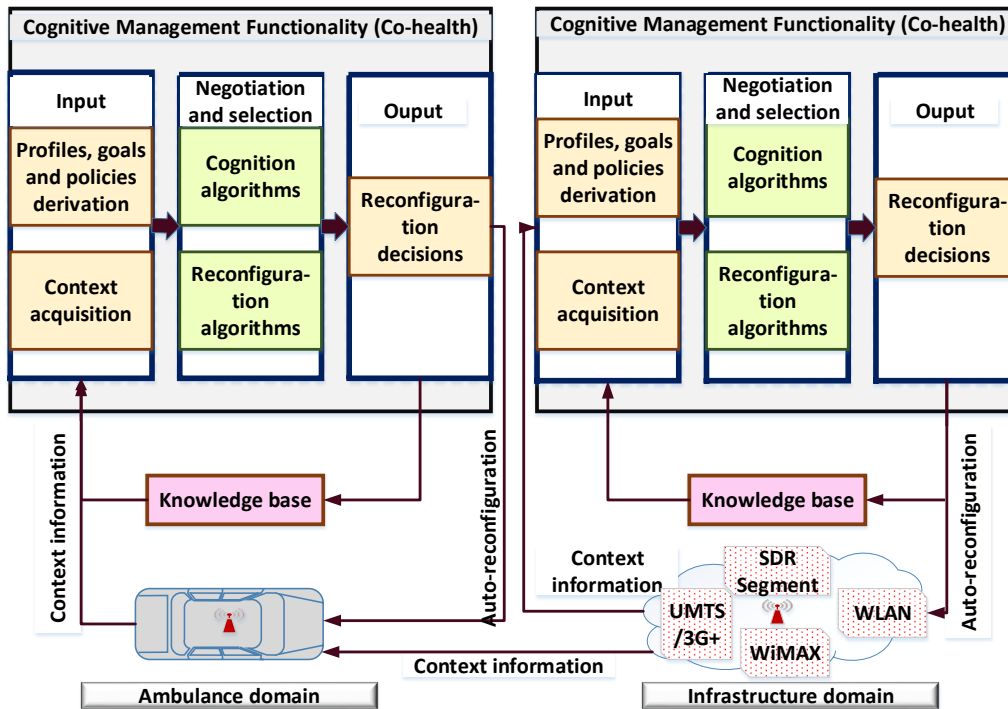 Cognitive Management Functionality (Co-health)
Input
Negotiation
and selection
Ouput
Profiles, goals
and policies
derivation
Cognition
algorithms
Reconfigura-
tion
decisions
Context
acquisition
Reconfigura-
tion
algorithms
Context information
Knowledge base
Auto-reconfiguration
Ambulance domain
Cognitive Management Functionality (Co-health)
Input
Negotiation
and selection
Ouput
Profiles, goals
and policies
derivation
Cognition
algorithms
Reconfigura-
tion
decisions
Context
acquisition
Reconfigura-
tion
algorithms
Knowledge base
Auto-reconfiguration
Context
information
SDR
Segment
UMTS
/3G+
WLAN
WiMAX
Context information
Infrastructure domain